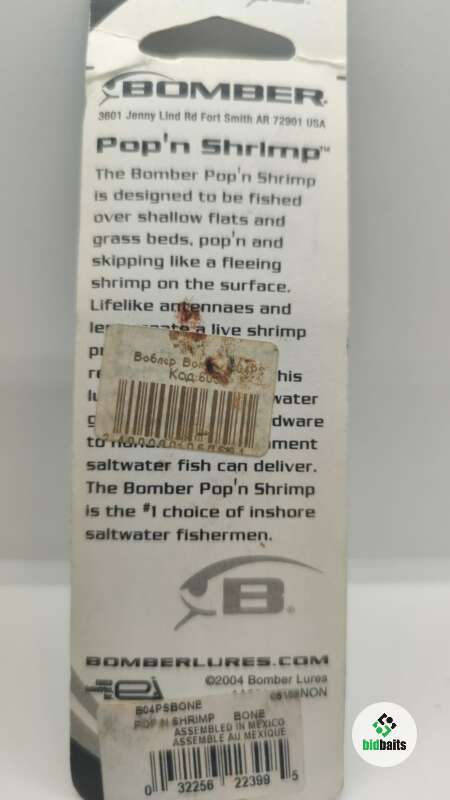 BOMBER®
3601 Jenny Lind Rd Fort Smith AR 72901 USA
Pop'n Shrimp™
The Bomber Pop'n Shrimp
is designed to be fished
over shallow flats and
grass beds, pop'n and
skipping like a fleeing
shrimp on the surface.
Lifelike antennaes and
a live shrimp
Воблер
Код
his
water
dware
to
ment
saltwater fish can deliver.
The Bomber Pop'n Shrimp
is the #1 choice of inshore
saltwater fishermen.
B®
BOMBERLURES.COM
©2004 Bomber Lures
NON
B04PSBONE
POP'N SHRIMP BONE
ASSEMBLED IN MEXICO
ASSEMBLE AU MEXIQUE
0 32256 22399 5
bidbaits